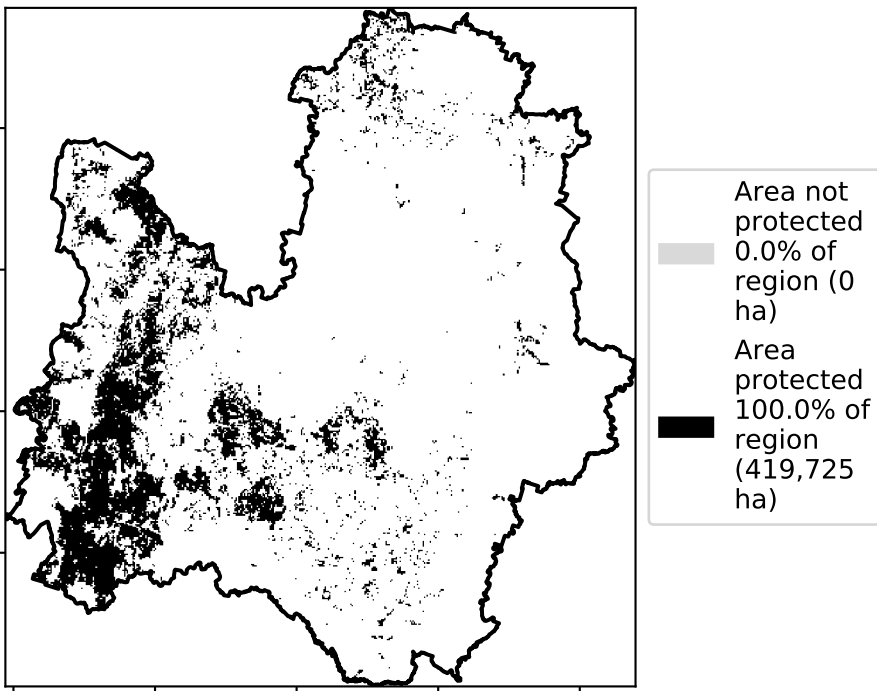 Area not
protected
0.0% of
region (0
ha)
Area
protected
100.0% of
region
(419,725
ha)